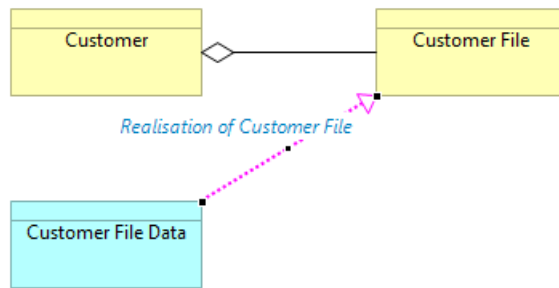 Customer
Customer File
Realisation of Customer File
Customer File Data